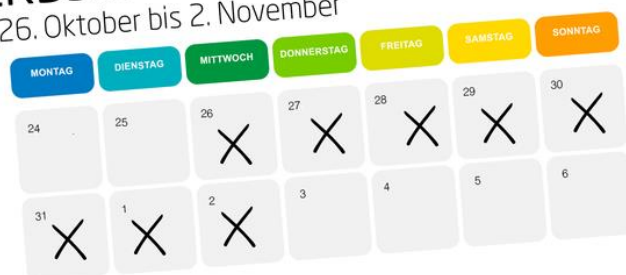 26. Oktober bis 2. November
MONTAG DIENSTAG MITTWOCH DONNERSTAG FREITAG SAMSTAG SONNTAG
24 25 26 27 28 29 30
31 1 2 3 4 5 6